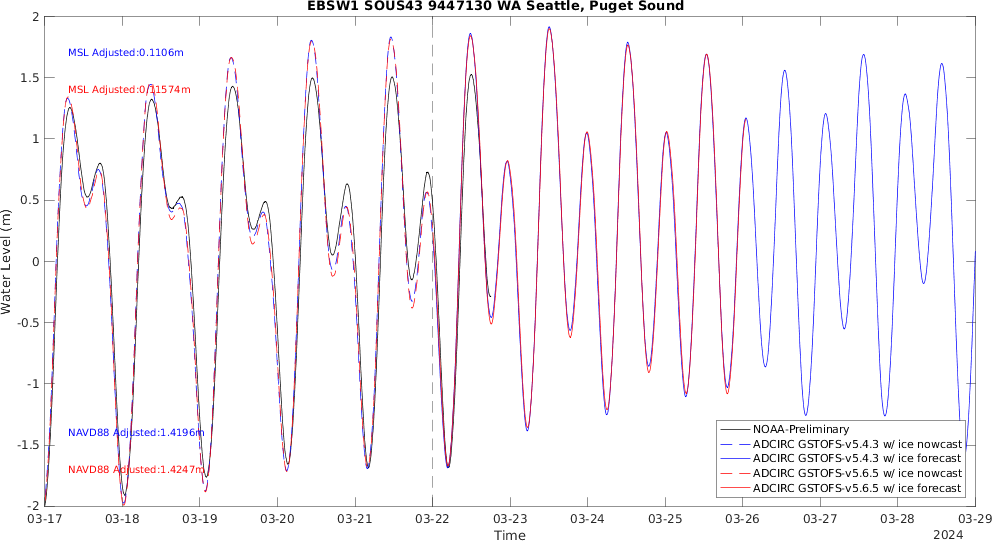 EBSW1 SOUS43 9447130 WA Seattle, Puget Sound
2
1.5
1
0.5
0
-0.5
-1
-1.5
-2
Water Level (m)
MSL Adjusted:0.1106m
MSL Adjusted:0.11574m
NAVD88 Adjusted:1.4196m
NAVD88 Adjusted:1.4247m
NOAA-Preliminary
ADCIRC GSTOFS-v5.4.3 w/ ice nowcast
ADCIRC GSTOFS-v5.4.3 w/ ice forecast
ADCIRC GSTOFS-v5.6.5 w/ ice nowcast
ADCIRC GSTOFS-v5.6.5 w/ ice forecast
03-17 03-18 03-19 03-20 03-21 03-22 03-23 03-24 03-25 03-26 03-27 03-28 03-29
Time
2024